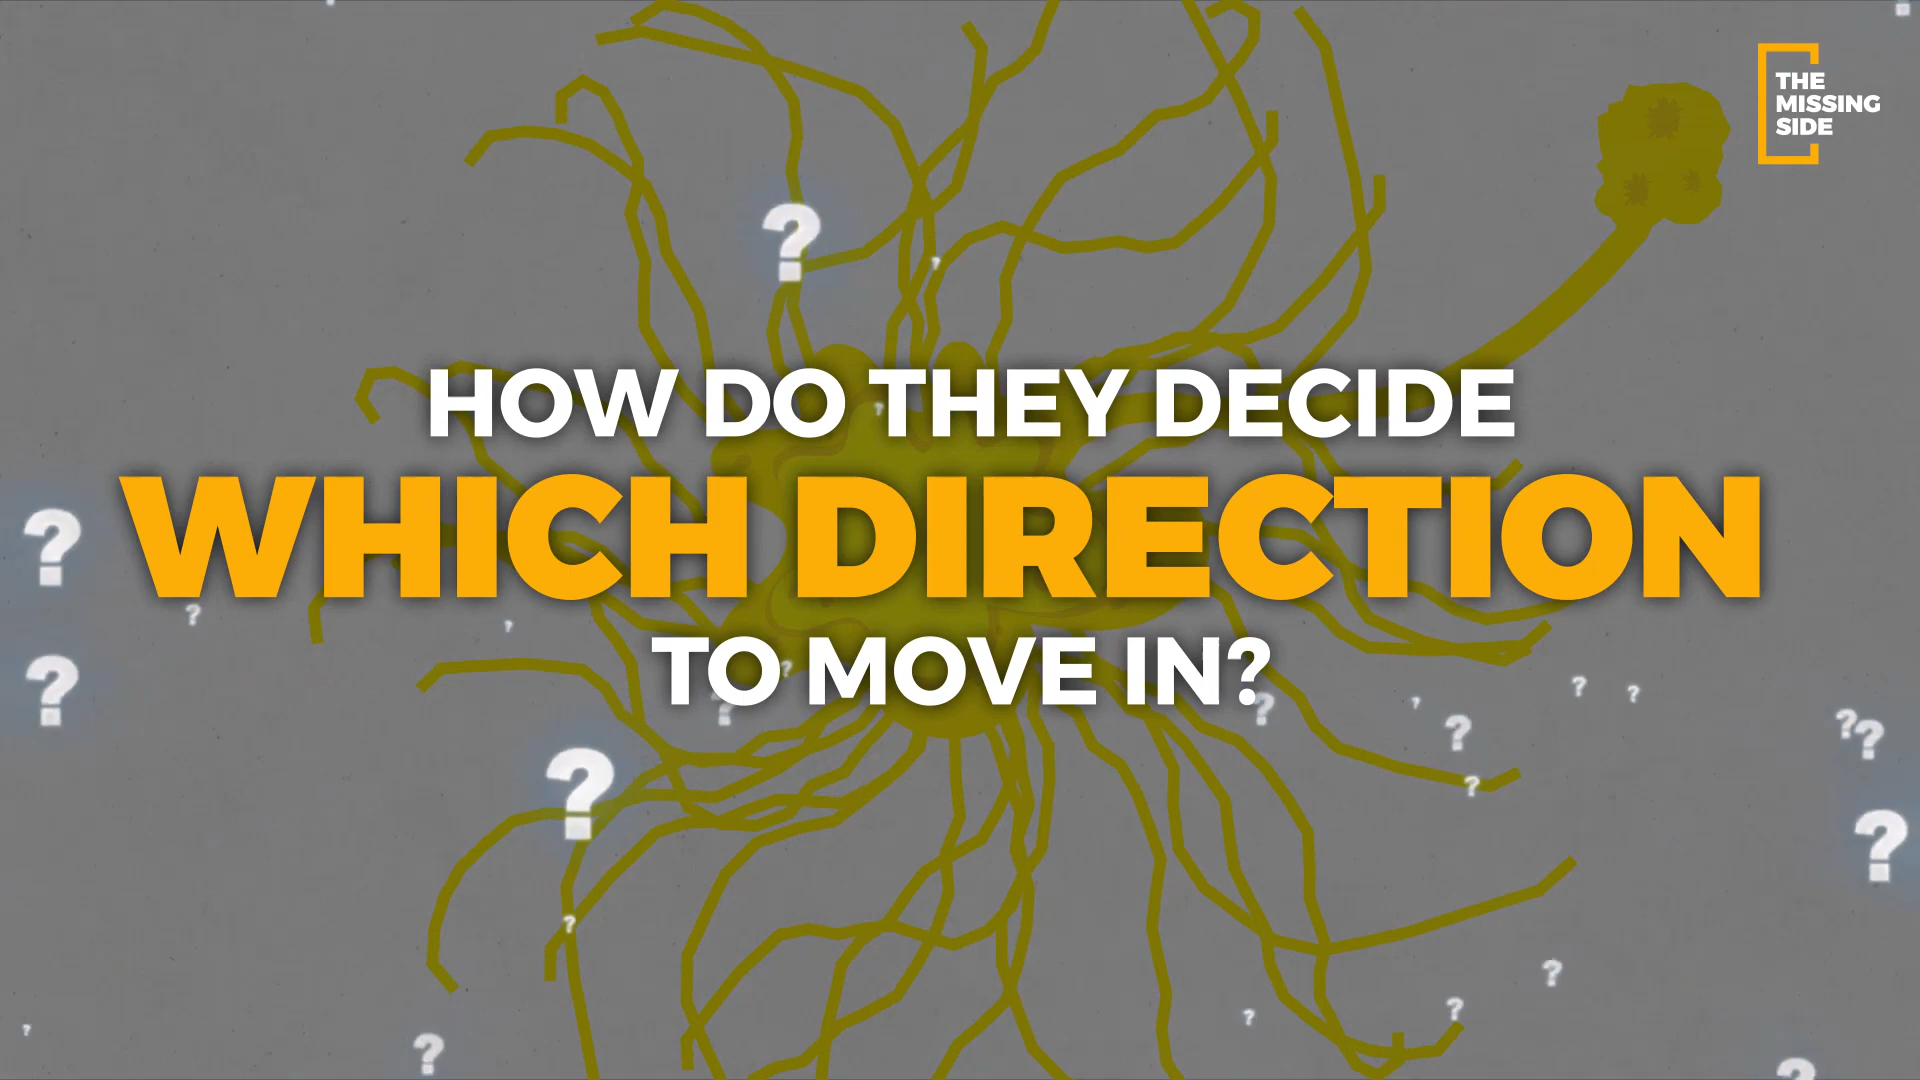 THE
MISSING
SIDE
HOW DO THEY DECIDE
WHICH DIRECTION
TO MOVE IN?